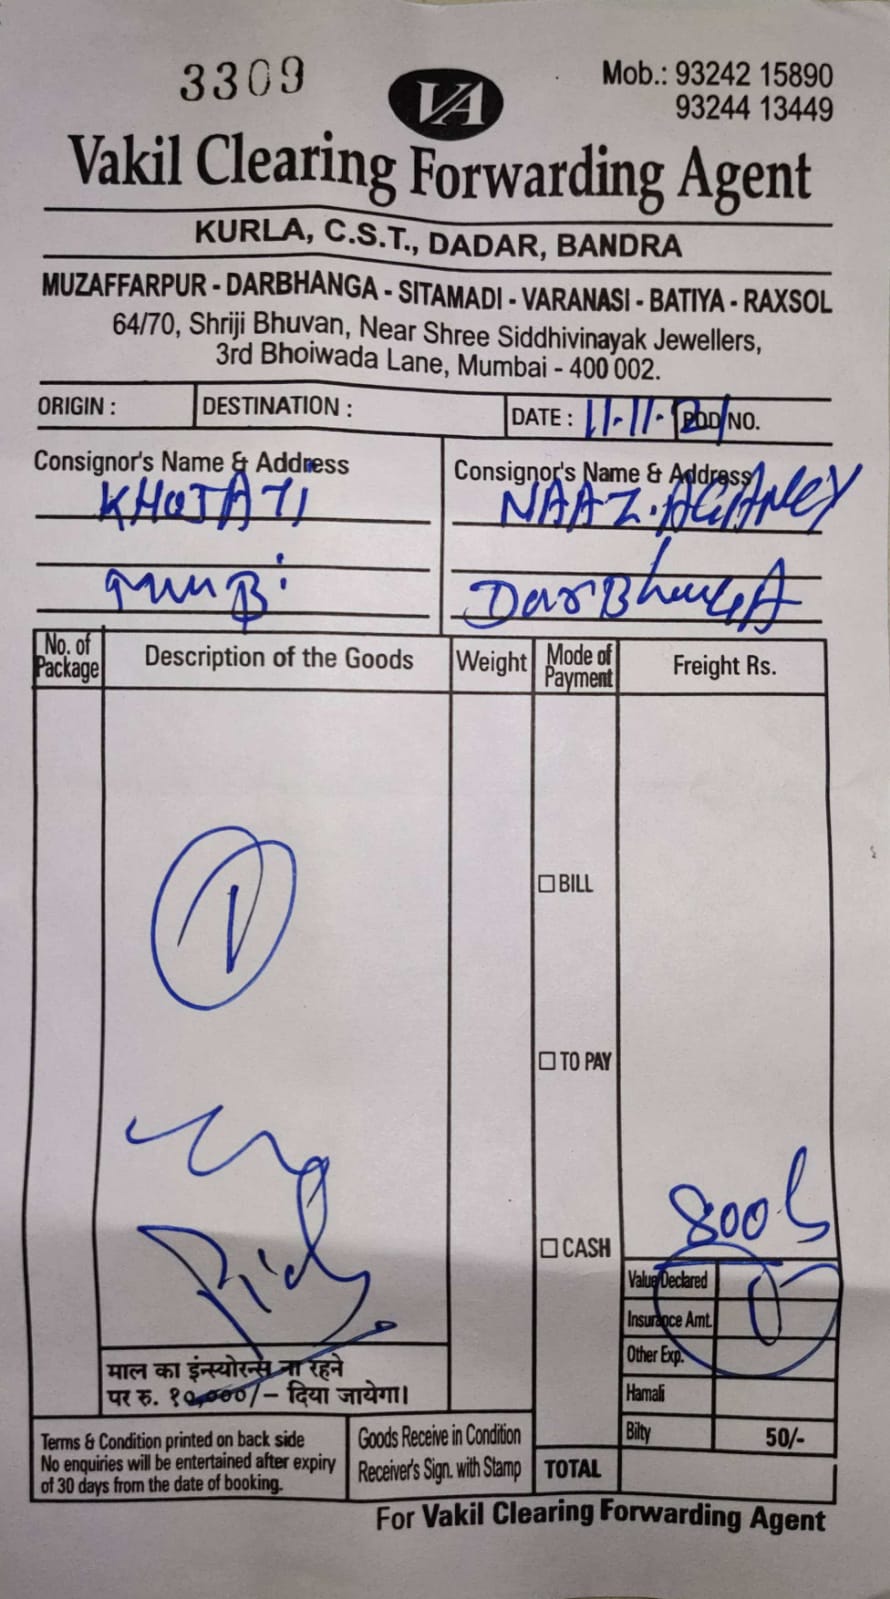 3309
Mob.: 93242 15890
93244 13449
VA
Vakil Clearing Forwarding Agent
KURLA, C.S.T., DADAR, BANDRA
MUZAFFARPUR - DARBHANGA - SITAMADI - VARANASI - BATIYA - RAXSOL
64/70, Shriji Bhuvan, Near Shree Siddhivinayak Jewellers,
3rd Bhoiwada Lane, Mumbai - 400 002.
ORIGIN : DESTINATION : DATE : 11-11-21 POD NO.
Consignor's Name & Address Consignor's Name & Address
NAAZ.
No. of Package Description of the Goods Weight Mode of Payment Freight Rs.
1
BILL
TO PAY
800
CASH
Value Declared
Insurance Amt.
Other Exp.
माल का इंन्स्योरन्स ना रहने
पर रु. १०,०००/- दिया जायेगा।
Hamali
Bilty 50/-
Terms & Condition printed on back side
No enquiries will be entertained after expiry
of 30 days from the date of booking.
Goods Receive in Condition
Receiver's Sign. with Stamp
TOTAL
For Vakil Clearing Forwarding Agent